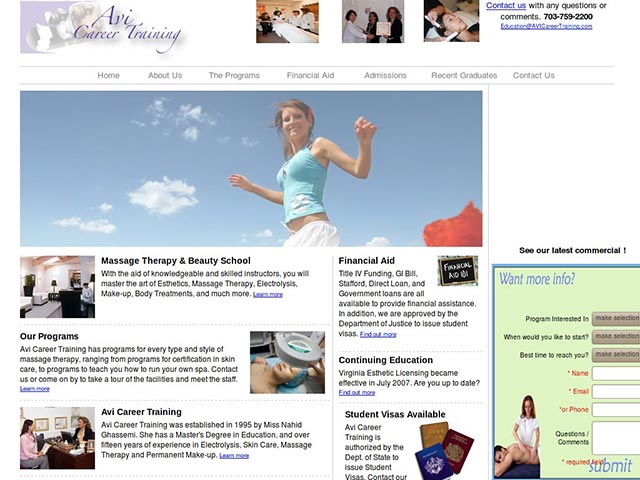 Avi
Career Training
Contact us with any questions or
comments. 703-759-2200
Education@AVICareerTraining.com
Home
About Us
The Programs
Financial Aid
Admissions
Recent Graduates
Contact Us
Massage Therapy & Beauty School
With the aid of knowledgeable and skilled instructors, you will
master the art of Esthetics, Massage Therapy, Electrolysis,
Make-up, Body Treatments, and much more. Learn more
Our Programs
Avi Career Training has programs for every type and style of
massage therapy, ranging from programs for certification in skin
care, to programs to teach you how to run your own spa. Contact
us or come on by to take a tour of the facilities and meet the staff.
Learn more
Avi Career Training
Avi Career Training was established in 1995 by Miss Nahid
Ghassemi. She has a Master's Degree in Education, and over
fifteen years of experience in Electrolysis, Skin Care, Massage
Therapy and Permanent Make-up. Learn more
Financial Aid
FINANCIAL
AID 101
Title IV Funding, GI Bill,
Stafford, Direct Loan, and
Government loans are all
available to provide financial assistance.
In addition, we are approved by the
Department of Justice to issue student
visas. Find out more
Continuing Education
Virginia Esthetic Licensing became
effective in July 2007. Are you up to date?
Find out more
Student Visas Available
Avi Career
Training is
authorized by the
Dept. of State to
issue Student
Visas. Contact our
See our latest commercial !
Want more info?
Program Interested In
make selection
When would you like to start?
make selection
Best time to reach you?
make selection
* Name
* Email
*or Phone
Questions /
Comments
* required field
submit